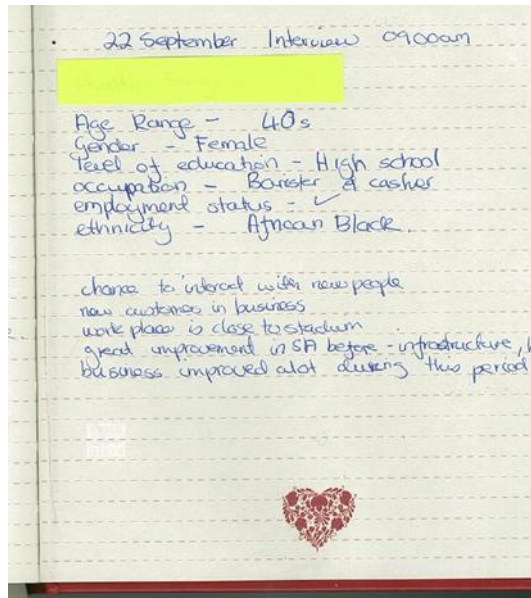 22 September Interview 0900am
Age Range - 40s
Gender - Female
level of education - High school
occupation - Barister & casher
employment status - ✓
ethnicity - African Black.
chance to interact with new people
new customers in business
work place is close to stadium
great improvement in SA before - infrastructure,
business improved alot during this period